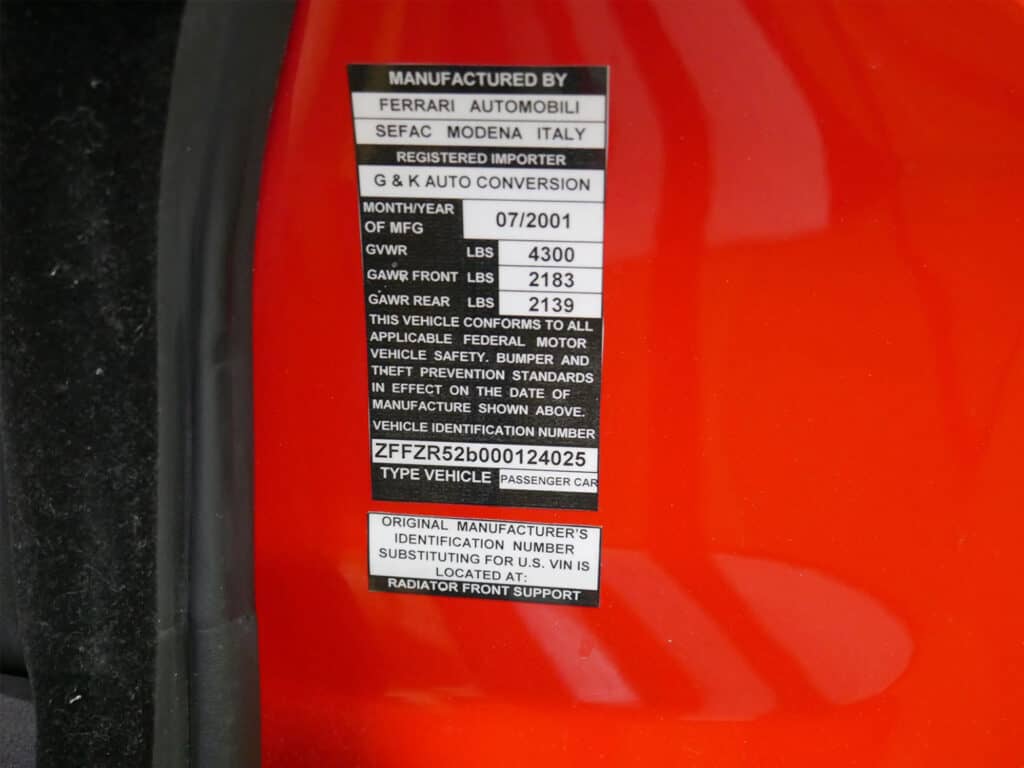 MANUFACTURED BY
FERRARI AUTOMOBILI
SEFAC MODENA ITALY
REGISTERED IMPORTER
G & K AUTO CONVERSION
MONTH/YEAR
OF MFG 07/2001
GVWR LBS 4300
GAWR FRONT LBS 2183
GAWR REAR LBS 2139
THIS VEHICLE CONFORMS TO ALL
APPLICABLE FEDERAL MOTOR
VEHICLE SAFETY. BUMPER AND
THEFT PREVENTION STANDARDS
IN EFFECT ON THE DATE OF
MANUFACTURE SHOWN ABOVE.
VEHICLE IDENTIFICATION NUMBER
ZFFZR52b000124025
TYPE VEHICLE PASSENGER CAR
ORIGINAL MANUFACTURER'S
IDENTIFICATION NUMBER
SUBSTITUTING FOR U.S. VIN IS
LOCATED AT:
RADIATOR FRONT SUPPORT